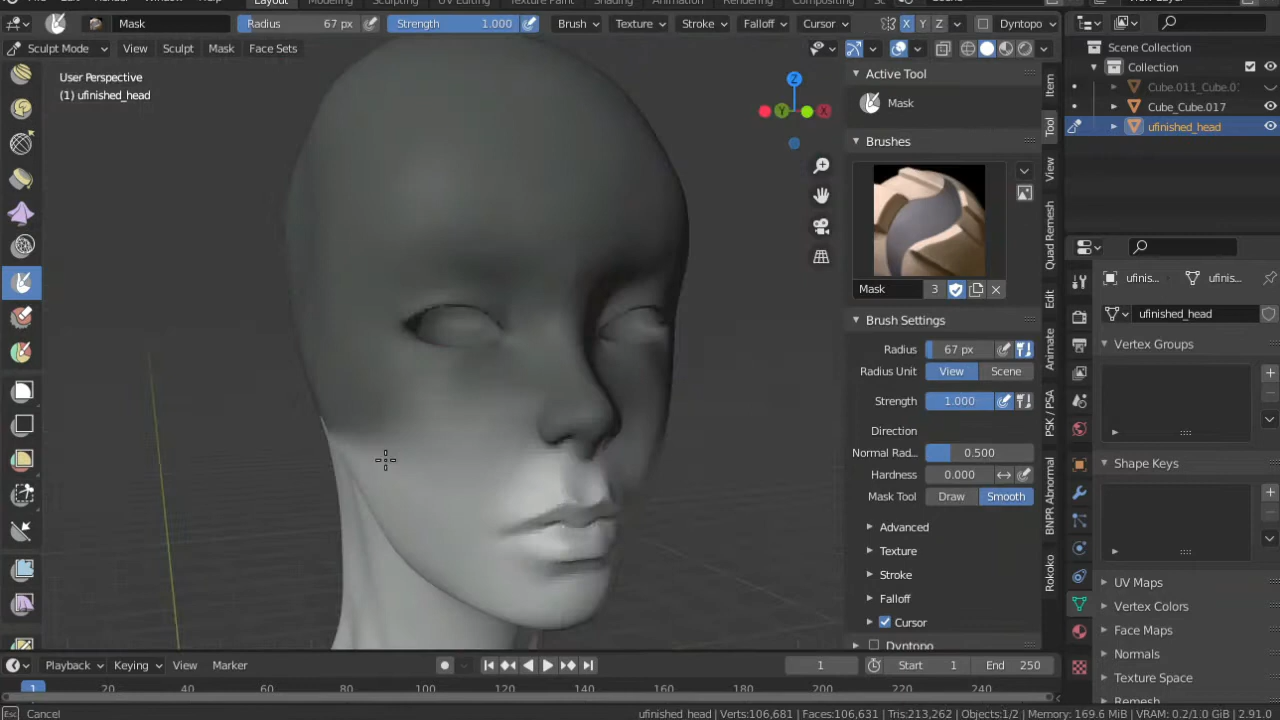 Layout Modeling Sculpting UV Editing Texture Paint Shading Animation Rendering Compositing
Mask Radius 67 px Strength 1.000 Brush Texture Stroke Falloff Cursor X Y Z Dyntopo
Sculpt Mode View Sculpt Mask Face Sets
Scene Collection
Collection
Cube.011_Cube.0:
Cube_Cube.017
ufinished_head
User Perspective
(1) ufinished_head
Z
Y
X
Active Tool
Mask
Brushes
Mask 3
Brush Settings
Radius 67 px
Radius Unit View Scene
Strength 1.000
Direction
Normal Rad... 0.500
Hardness 0.000
Mask Tool Draw Smooth
Advanced
Texture
Stroke
Falloff
Cursor
Dyntopo
Item
Tool
View
Quad Remesh
Edit
Animate
PSK / PSA
BNPR Abnormal
Rokoko
ufinis... ufinis...
ufinished_head
Vertex Groups
Shape Keys
UV Maps
Vertex Colors
Face Maps
Normals
Texture Space
Remesh
Playback Keying View Marker 1 Start 1 End 250
1 20 40 60 80 100 120 140 160 180 200 220 240
Esc Cancel ufinished_head | Verts:106,681 | Faces:106,631 | Tris:213,262 | Objects:1/2 | Memory: 169.6 MiB | VRAM: 0.2/1.0 GiB | 2.91.0